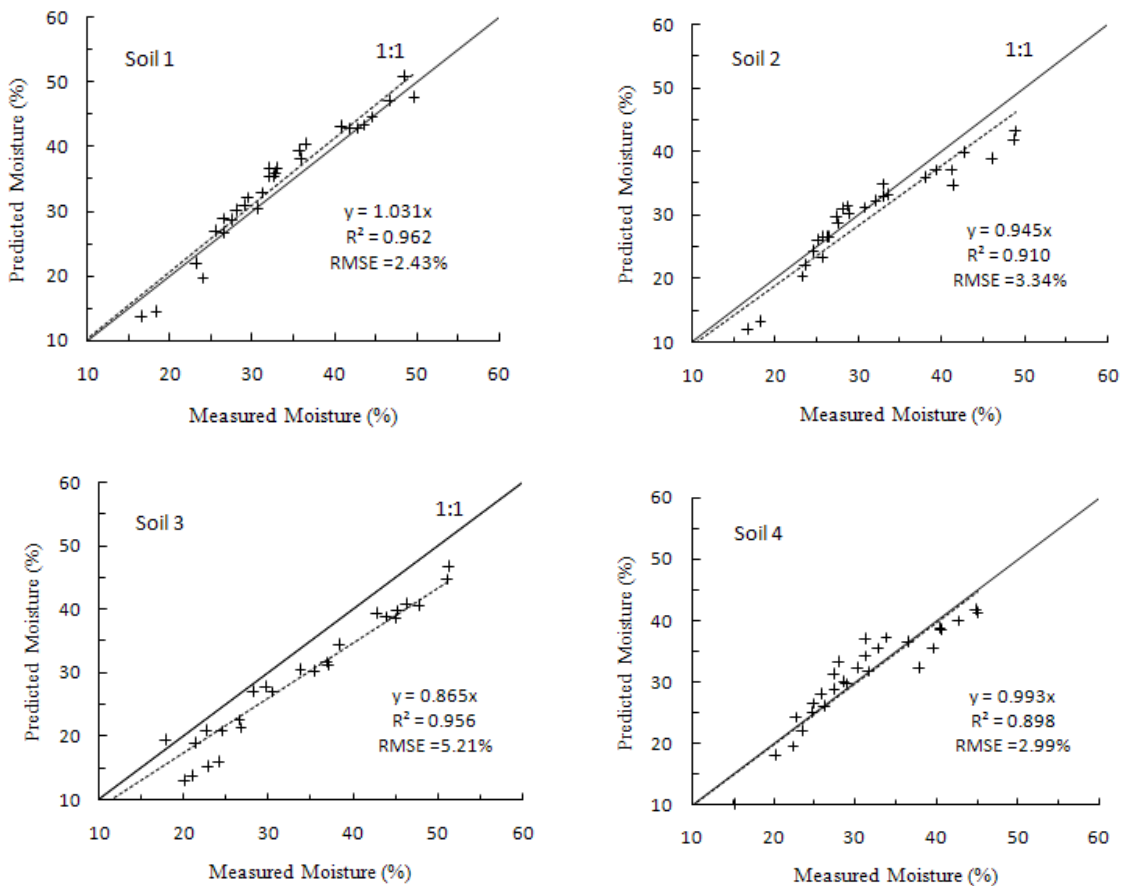 60
50
40
30
20
10
Predicted Moisture (%)
Soil 1
1:1
y = 1.031x
R² = 0.962
RMSE =2.43%
10 20 30 40 50 60
Measured Moisture (%)
60
50
40
30
20
10
Predicted Moisture (%)
Soil 2
1:1
y = 0.945x
R² = 0.910
RMSE =3.34%
10 20 30 40 50 60
Measured Moisture (%)
60
50
40
30
20
10
Predicted Moisture (%)
Soil 3
1:1
y = 0.865x
R² = 0.956
RMSE =5.21%
10 20 30 40 50 60
Measured Moisture (%)
60
50
40
30
20
10
Predicted Moisture (%)
Soil 4
y = 0.993x
R² = 0.898
RMSE =2.99%
10 20 30 40 50 60
Measured Moisture (%)